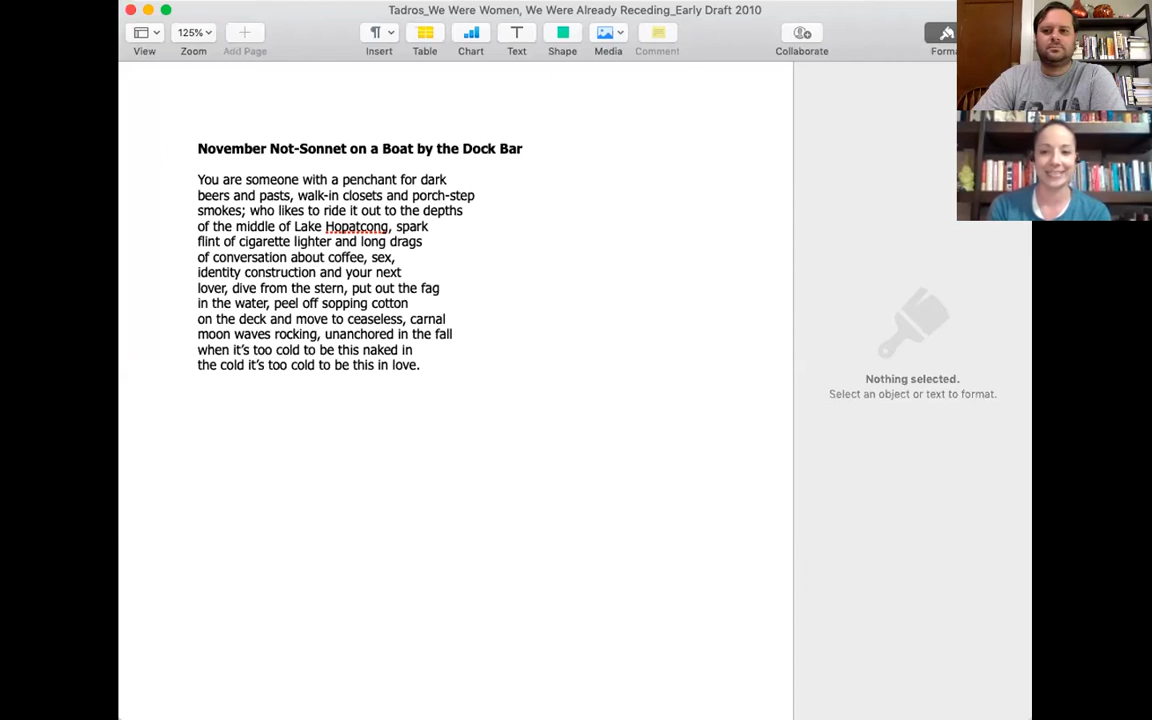 Tadros_We Were Women, We Were Already Receding_Early Draft 2010
125%
View
Zoom
Add Page
Insert
Table
Chart
Text
Shape
Media
Comment
Collaborate
Forma
November Not-Sonnet on a Boat by the Dock Bar
You are someone with a penchant for dark
beers and pasts, walk-in closets and porch-step
smokes; who likes to ride it out to the depths
of the middle of Lake Hopatcong, spark
flint of cigarette lighter and long drags
of conversation about coffee, sex,
identity construction and your next
lover, dive from the stern, put out the fag
in the water, peel off sopping cotton
on the deck and move to ceaseless, carnal
moon waves rocking, unanchored in the fall
when it’s too cold to be this naked in
the cold it’s too cold to be this in love.
Nothing selected.
Select an object or text to format.